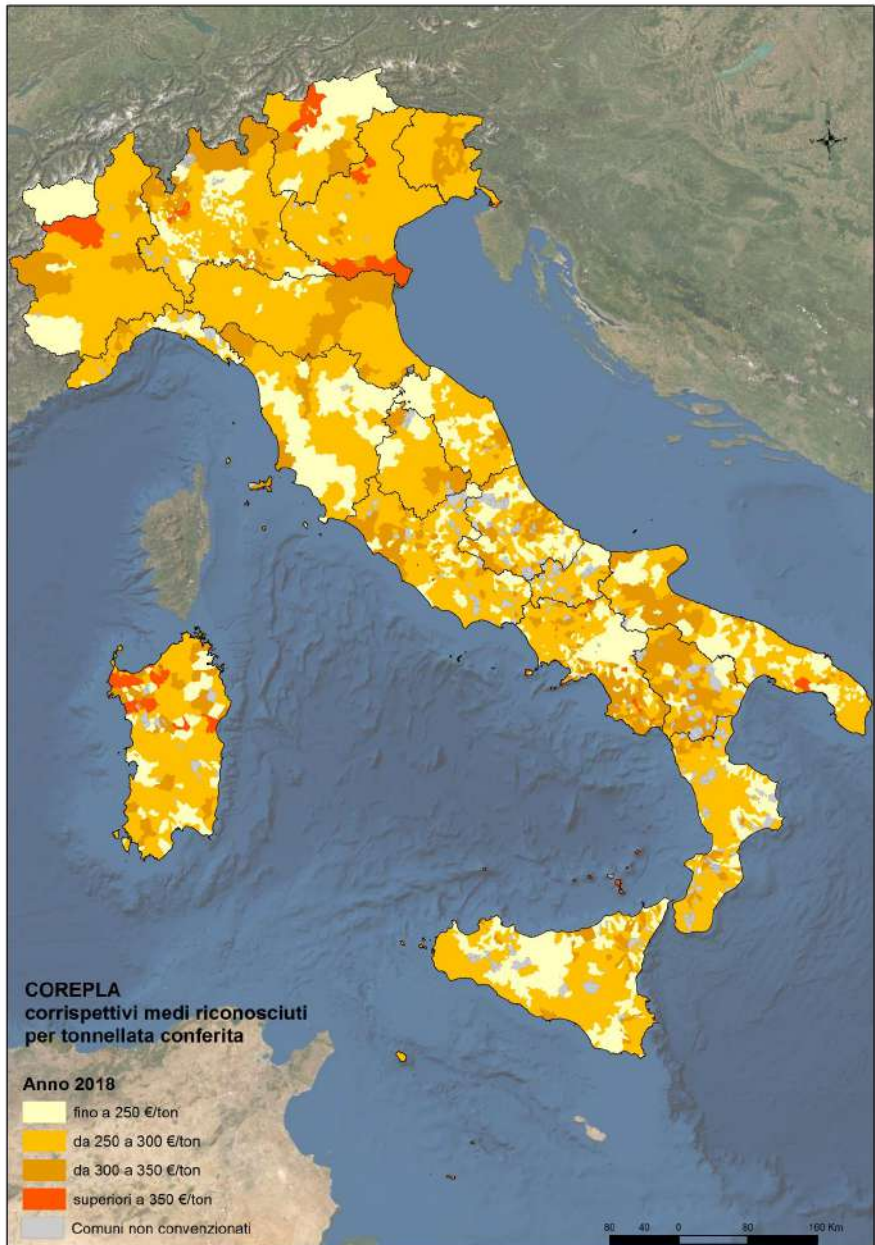 COREPLA
corrispettivi medi riconosciuti
per tonnellata conferita
Anno 2018
fino a 250 €/ton
da 250 a 300 €/ton
da 300 a 350 €/ton
superiori a 350 €/ton
Comuni non convenzionati
80 40 0 80 160 Km